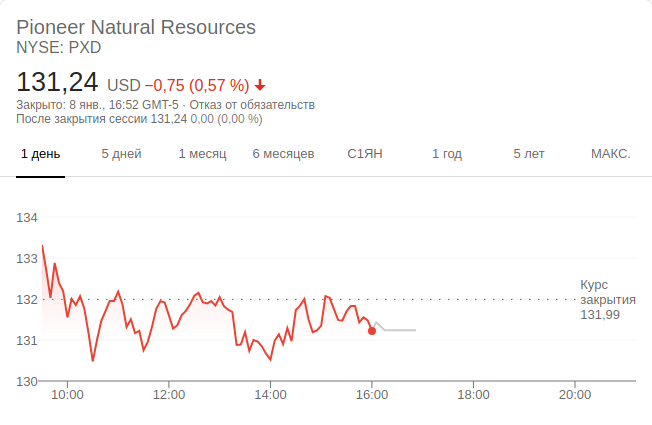 Pioneer Natural Resources
NYSE: PXD
131,24 USD −0,75 (0,57 %)
Закрыто: 8 янв., 16:52 GMT-5 · Отказ от обязательств
После закрытия сессии 131,24 0,00 (0,00 %)
1 день 5 дней 1 месяц 6 месяцев С1ЯН 1 год 5 лет МАКС.
134
133
132
131
130
Курс
закрытия
131,99
10:00 12:00 14:00 16:00 18:00 20:00